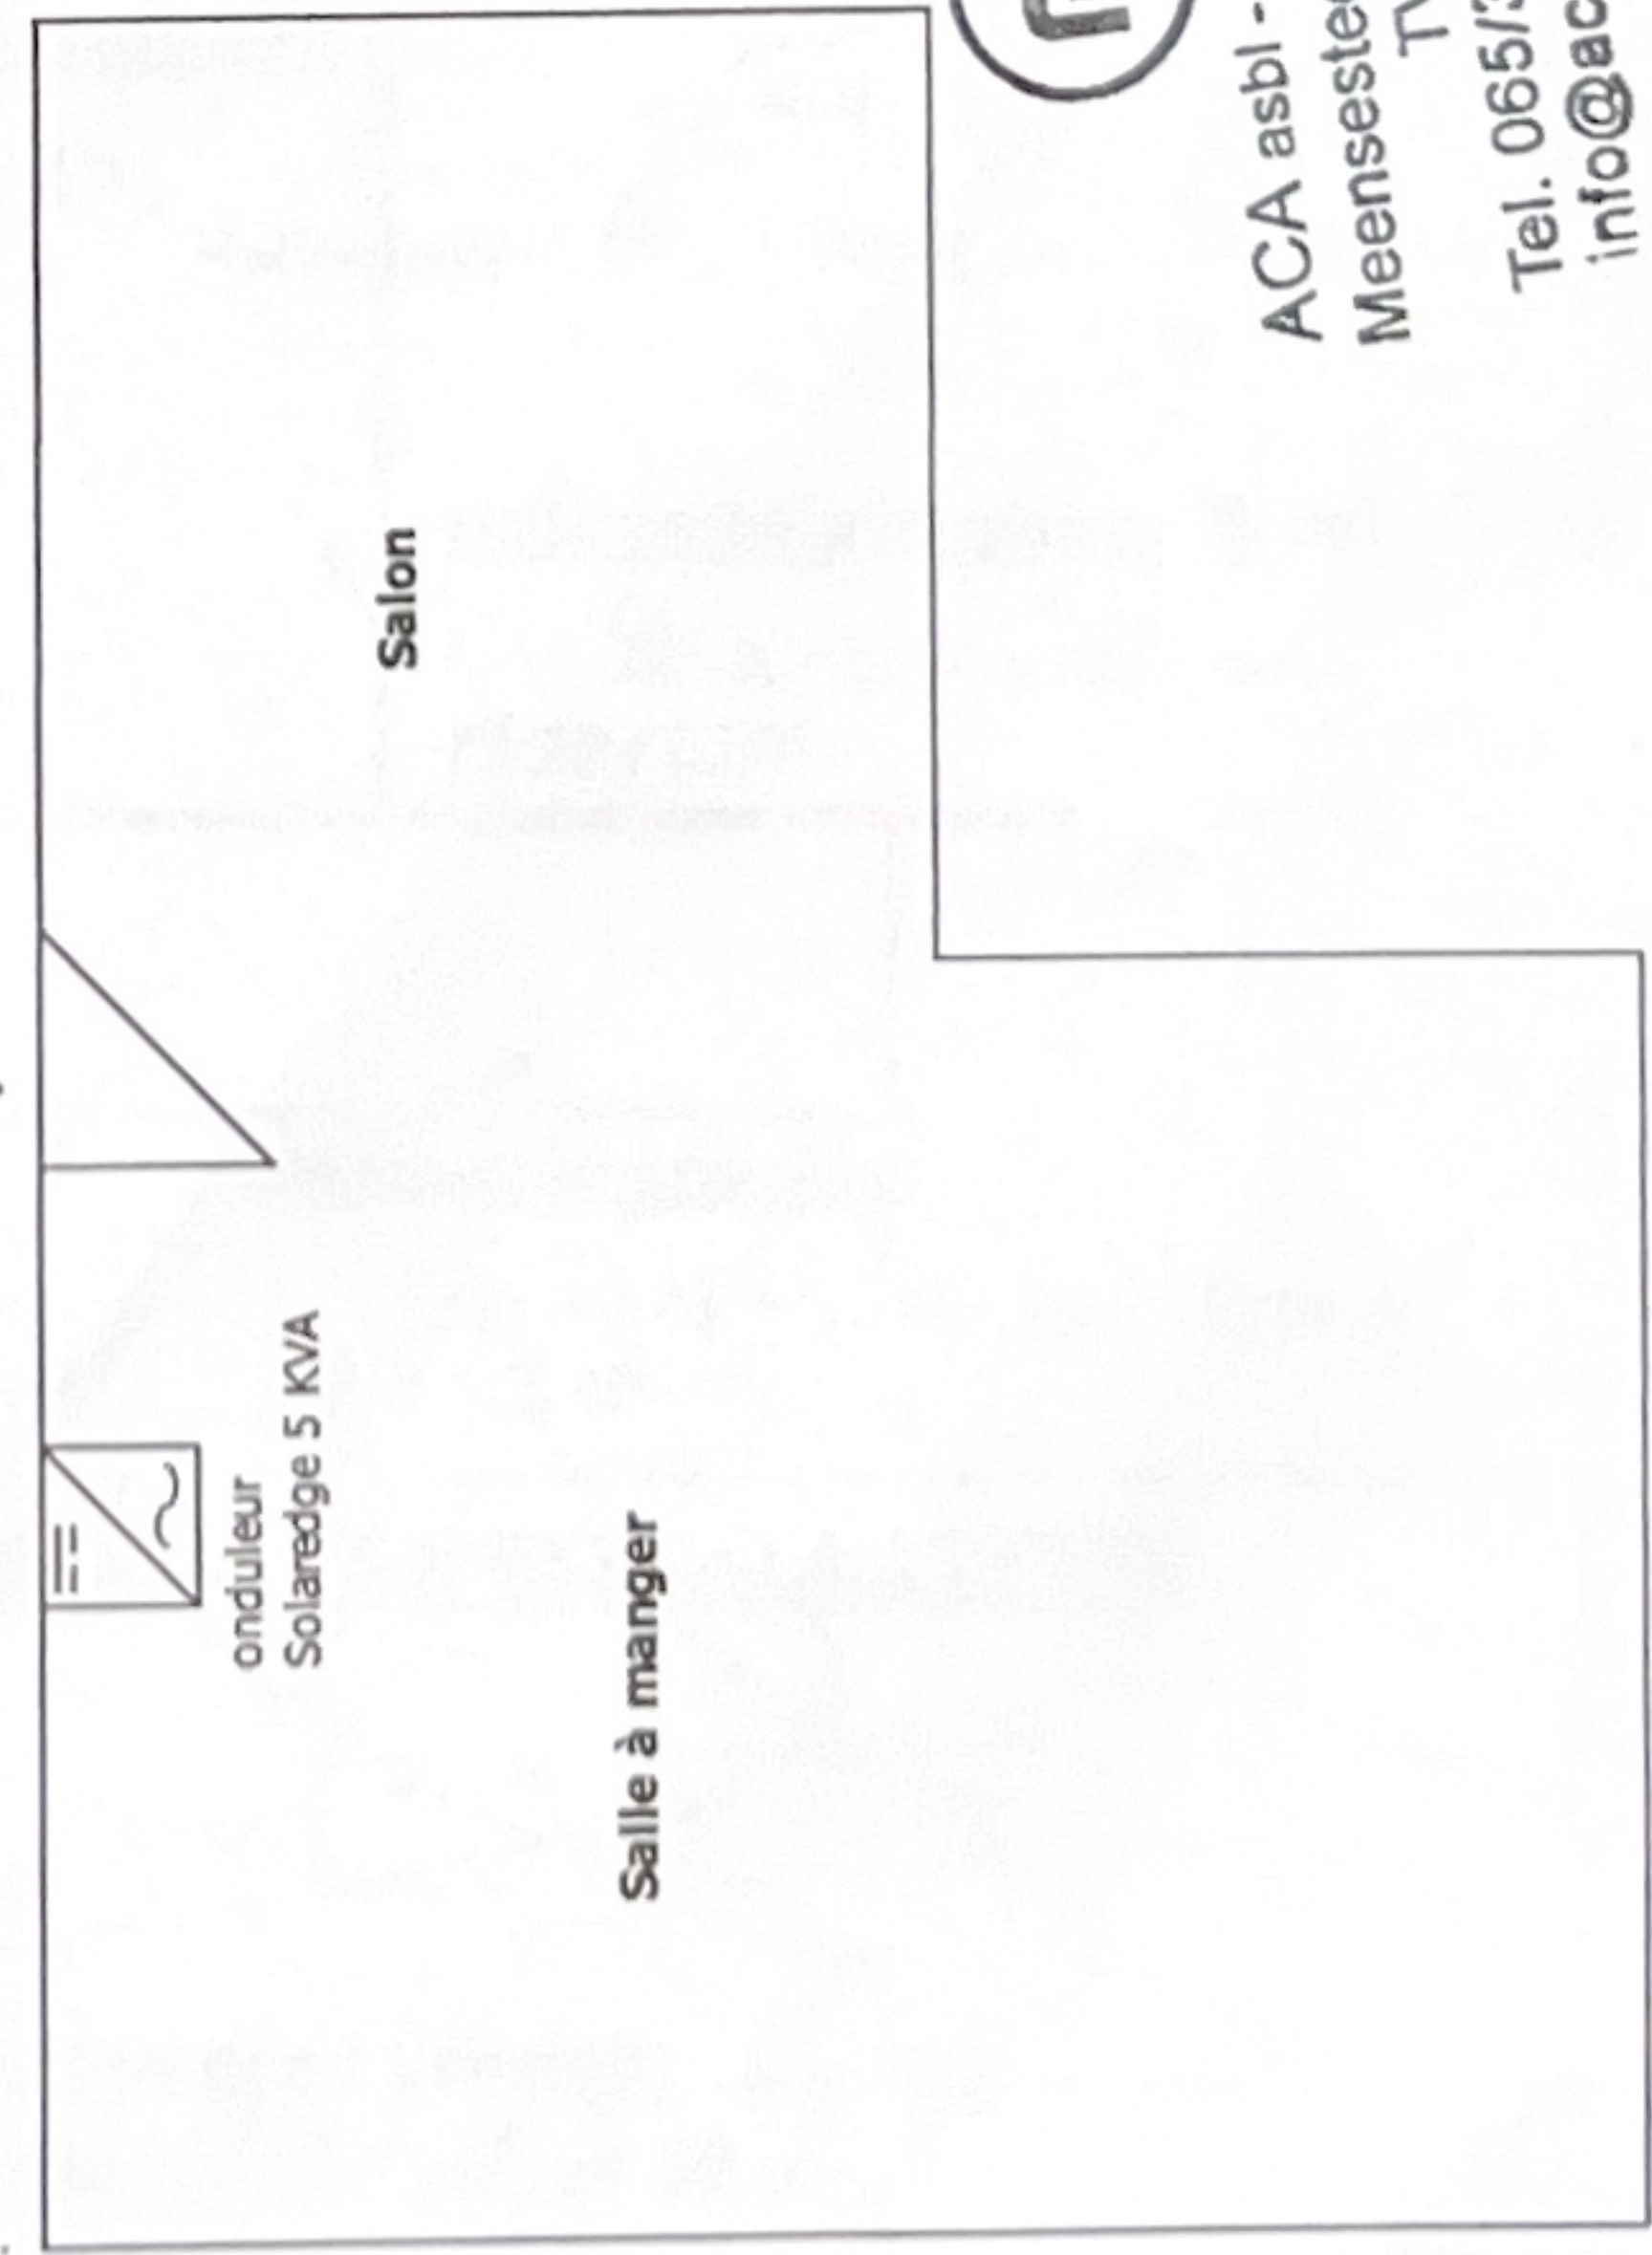 onduleur
Solaredge 5 KVA
Salon
Salle à manger
ACA asbl -
Tel. 065/
info@ac